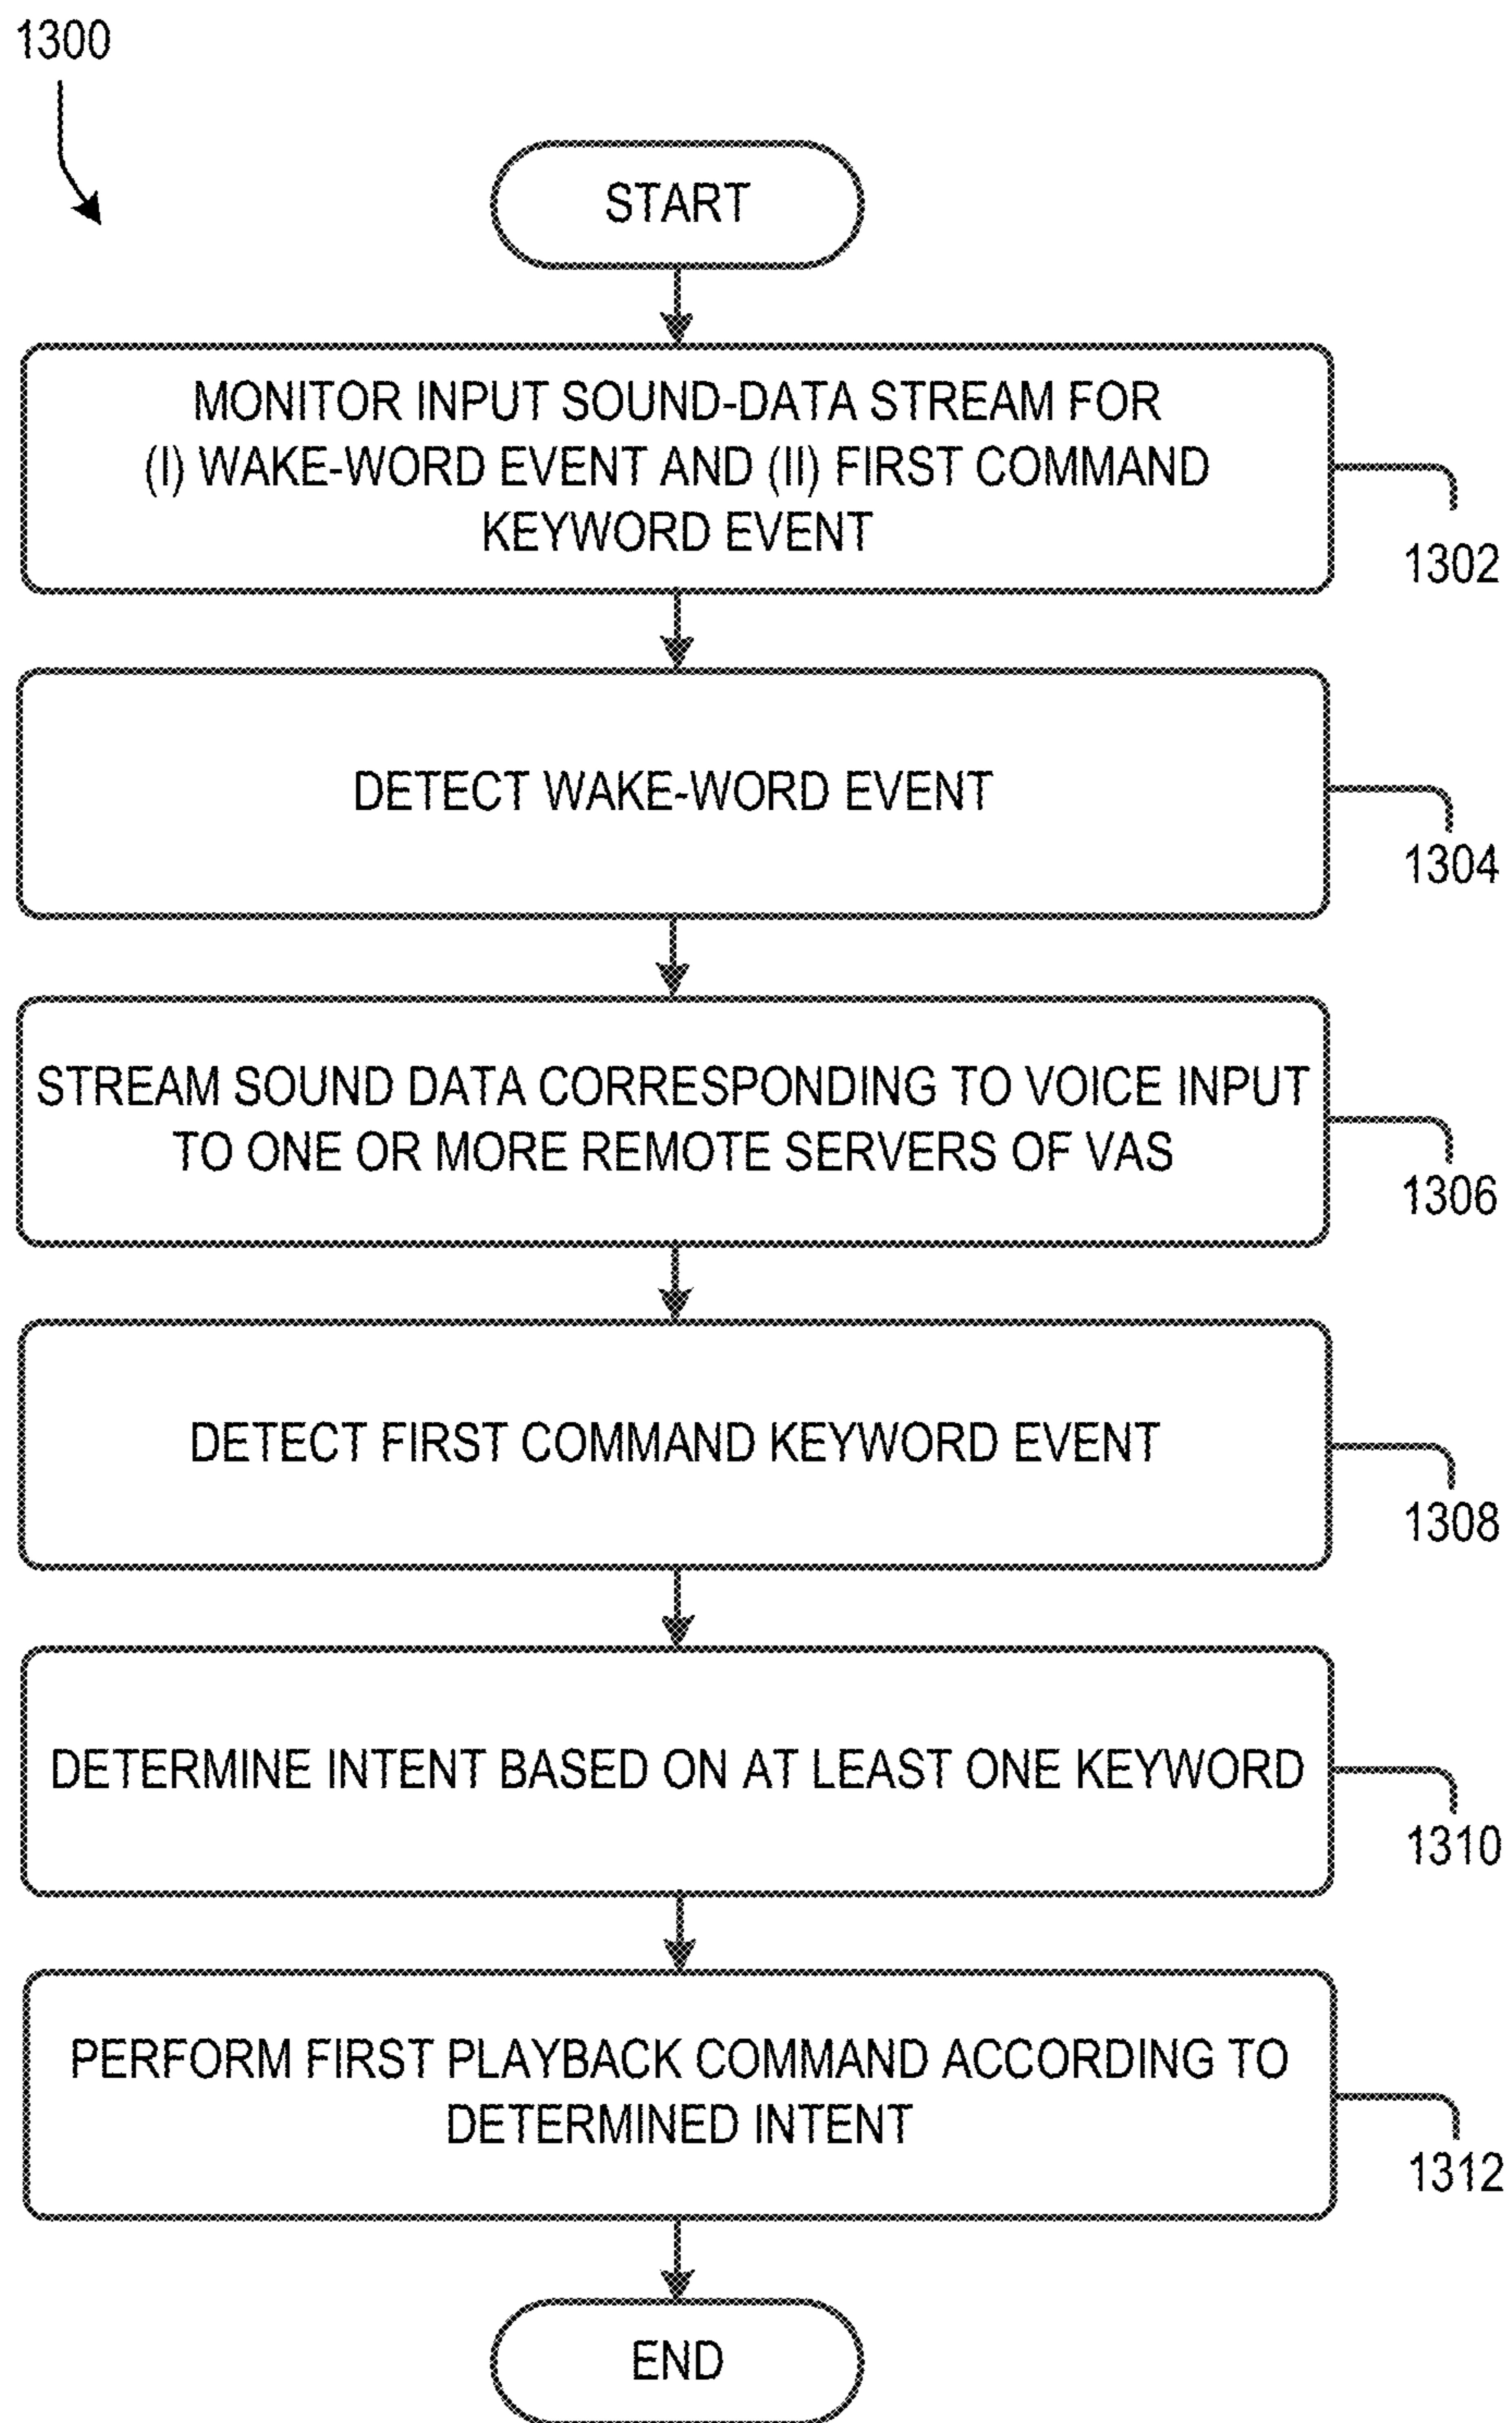 1300
START
MONITOR INPUT SOUND-DATA STREAM FOR
(I) WAKE-WORD EVENT AND (II) FIRST COMMAND
KEYWORD EVENT
1302
DETECT WAKE-WORD EVENT
1304
STREAM SOUND DATA CORRESPONDING TO VOICE INPUT
TO ONE OR MORE REMOTE SERVERS OF VAS
1306
DETECT FIRST COMMAND KEYWORD EVENT
1308
DETERMINE INTENT BASED ON AT LEAST ONE KEYWORD
1310
PERFORM FIRST PLAYBACK COMMAND ACCORDING TO
DETERMINED INTENT
1312
END